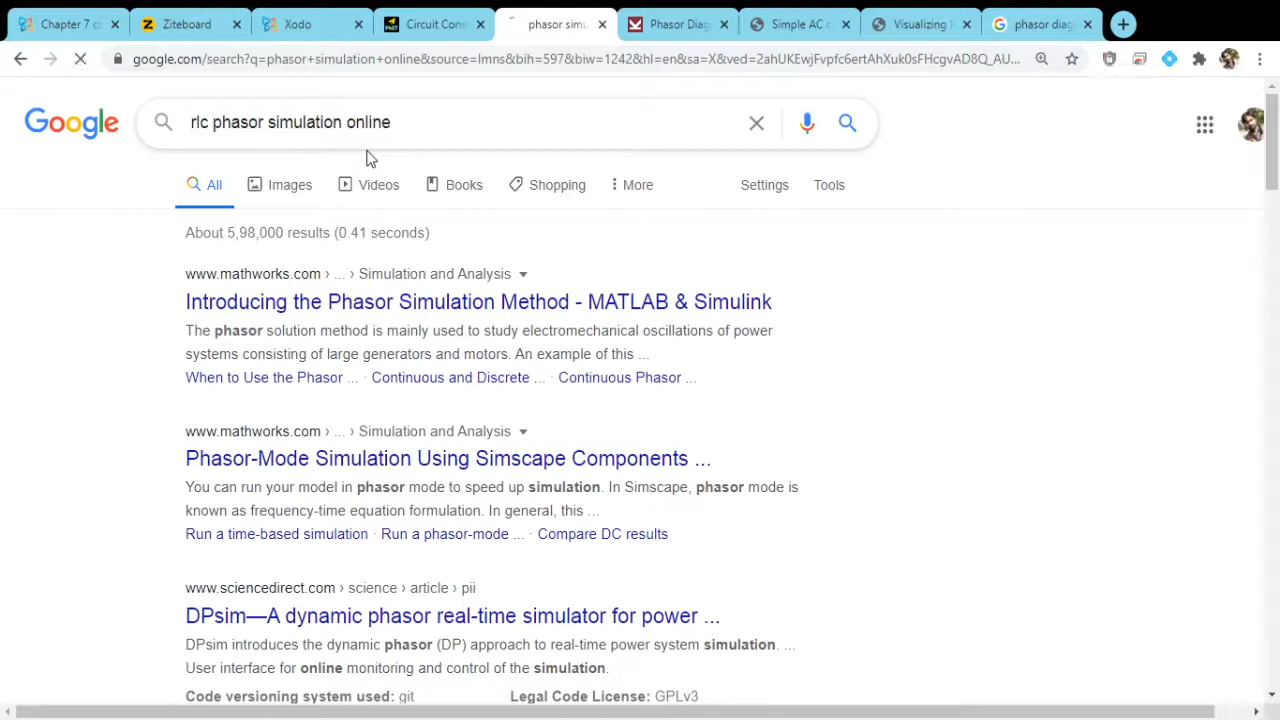 Chapter 7 c
Ziteboard
Xodo
Circuit Cons
phasor simu
Phasor Diag
Simple AC c
Visualizing
phasor diag
google.com/search?q=phasor+simulation+online&source=lmns&bih=597&biw=1242&hl=en&sa=X&ved=2ahUKEwjFvpfc6ertAhXuk0sFHcgvAD8Q_AU...
Google
rlc phasor simulation online
All
Images
Videos
Books
Shopping
More
Settings
Tools
About 5,98,000 results (0.41 seconds)
www.mathworks.com › ... › Simulation and Analysis
Introducing the Phasor Simulation Method - MATLAB & Simulink
The phasor solution method is mainly used to study electromechanical oscillations of power
systems consisting of large generators and motors. An example of this ...
When to Use the Phasor ... · Continuous and Discrete ... · Continuous Phasor ...
www.mathworks.com › ... › Simulation and Analysis
Phasor-Mode Simulation Using Simscape Components ...
You can run your model in phasor mode to speed up simulation. In Simscape, phasor mode is
known as frequency-time equation formulation. In general, this ...
Run a time-based simulation · Run a phasor-mode ... · Compare DC results
www.sciencedirect.com › science › article › pii
DPsim—A dynamic phasor real-time simulator for power ...
DPsim introduces the dynamic phasor (DP) approach to real-time power system simulation. ...
User interface for online monitoring and control of the simulation.
Code versioning system used: git
Legal Code License: GPLv3